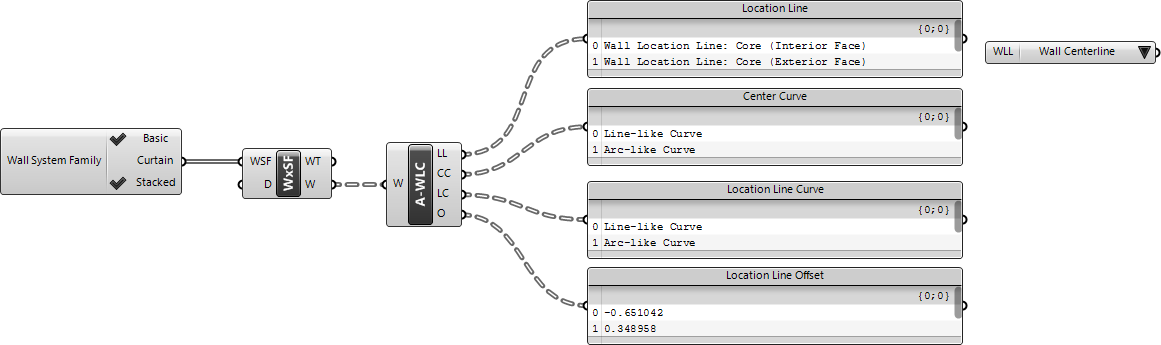 Wall System Family
Basic
Curtain
Stacked
WSF
D
WxSF
WT
W
W
A-WLC
LL
CC
LC
O
Location Line
{0;0}
0 Wall Location Line: Core (Interior Face)
1 Wall Location Line: Core (Exterior Face)
Center Curve
{0;0}
0 Line-like Curve
1 Arc-like Curve
Location Line Curve
{0;0}
0 Line-like Curve
1 Arc-like Curve
Location Line Offset
{0;0}
0 -0.651042
1 0.348958
WLL Wall Centerline